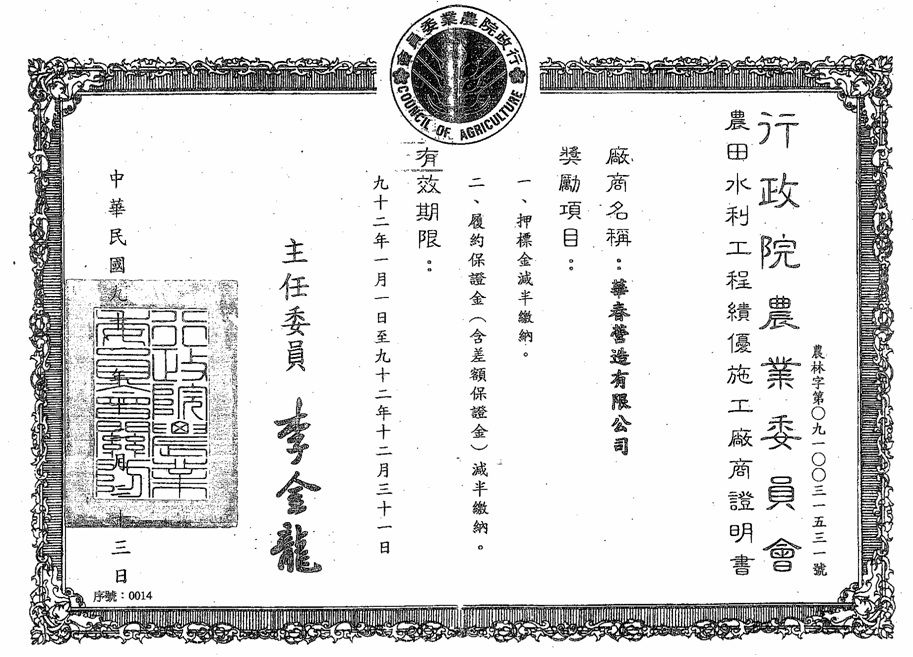 行政院農業委員會
COUNCIL OF AGRICULTURE
農林字第〇九一〇〇三一五三一號
行政院農業委員會
農田水利工程績優施工廠商證明書
廠商名稱：華春營造有限公司
獎勵項目：
一、押標金減半繳納。
二、履約保證金（含差額保證金）減半繳納。
有效期限：
九十二年一月一日至九十二年十二月三十一日
主任委員 李金龍
中華民國九十 年十 月 十三日
序號：0014